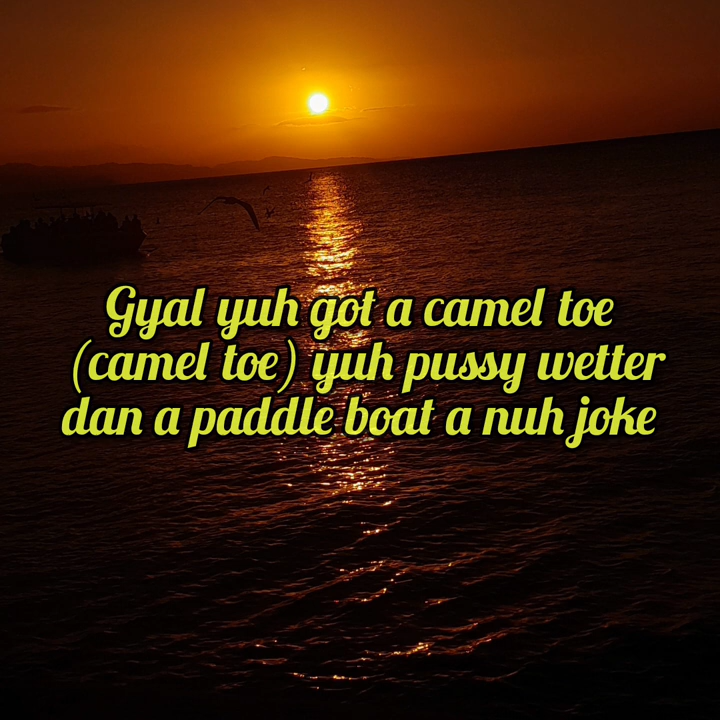 Gyal yuh got a camel toe
(camel toe) yuh pussy wetter
dan a paddle boat a nuh joke